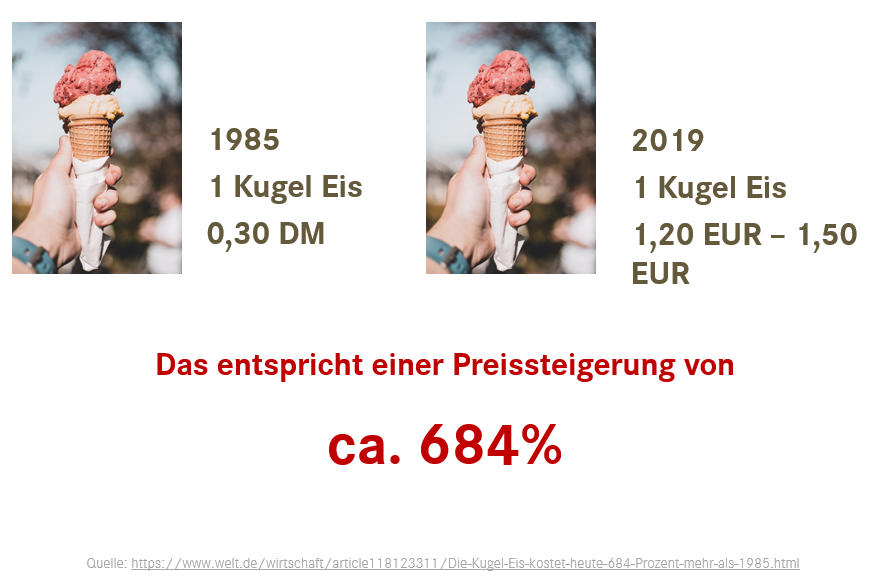 1985
1 Kugel Eis
0,30 DM
2019
1 Kugel Eis
1,20 EUR – 1,50
EUR
Das entspricht einer Preissteigerung von
ca. 684%
Quelle: https://www.welt.de/wirtschaft/article118123311/Die-Kugel-Eis-kostet-heute-684-Prozent-mehr-als-1985.html